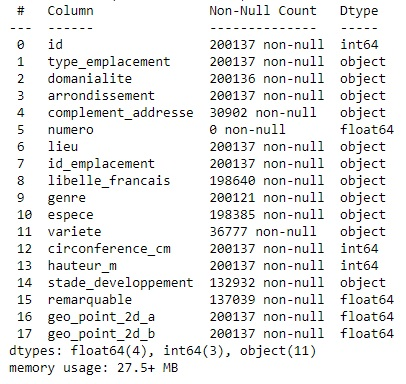 #   Column              Non-Null Count   Dtype
---  ------              --------------   -----
0   id                  200137 non-null  int64
1   type_emplacement    200137 non-null  object
2   domanialite         200136 non-null  object
3   arrondissement      200137 non-null  object
4   complement_addresse 30902 non-null   object
5   numero              0 non-null       float64
6   lieu                200137 non-null  object
7   id_emplacement      200137 non-null  object
8   libelle_francais    198640 non-null  object
9   genre               200121 non-null  object
10  espece              198385 non-null  object
11  variete             36777 non-null   object
12  circonference_cm    200137 non-null  int64
13  hauteur_m           200137 non-null  int64
14  stade_developpement 132932 non-null  object
15  remarquable         137039 non-null  float64
16  geo_point_2d_a      200137 non-null  float64
17  geo_point_2d_b      200137 non-null  float64
dtypes: float64(4), int64(3), object(11)
memory usage: 27.5+ MB